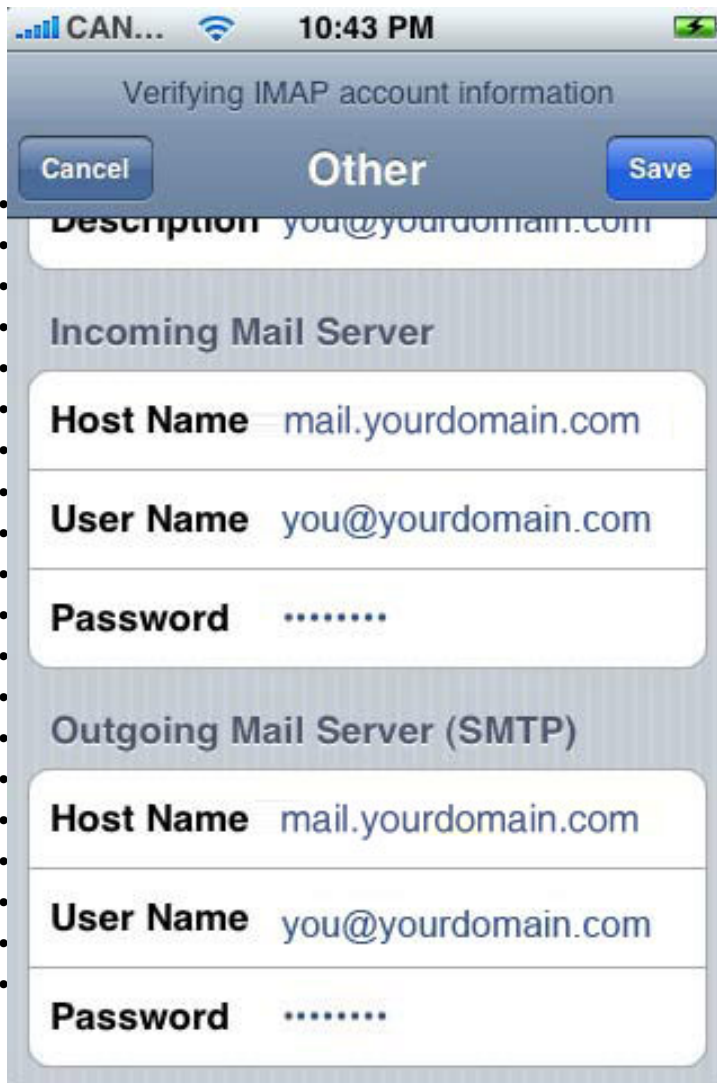 CAN... 10:43 PM
Verifying IMAP account information
Cancel Other Save
Description you@yourdomain.com
Incoming Mail Server
Host Name mail.yourdomain.com
User Name you@yourdomain.com
Password ••••••••
Outgoing Mail Server (SMTP)
Host Name mail.yourdomain.com
User Name you@yourdomain.com
Password ••••••••